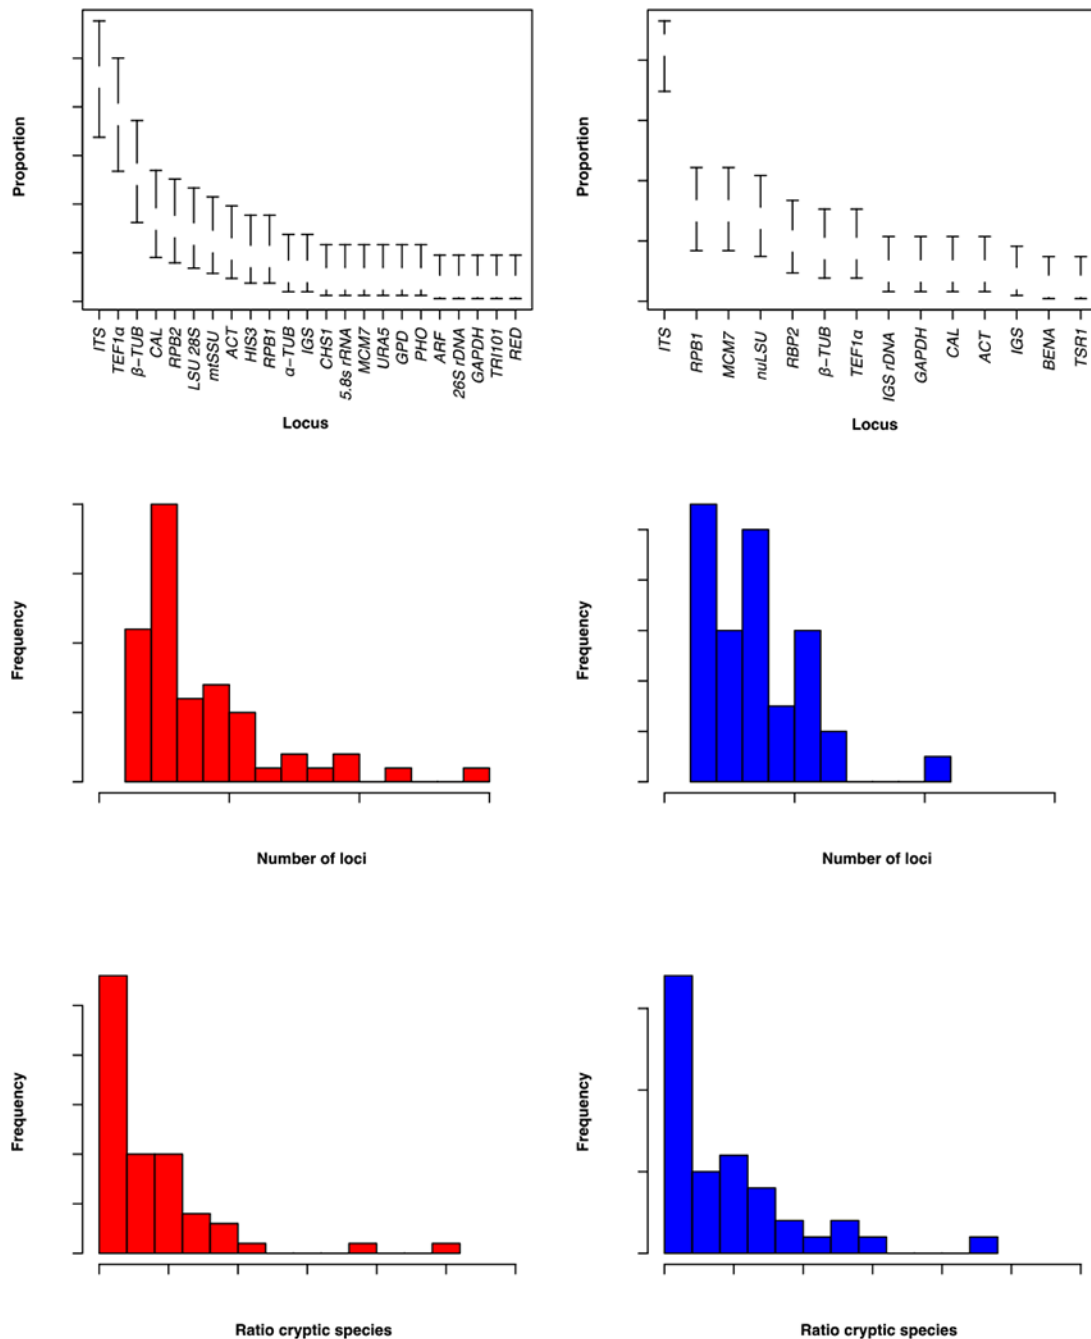 Proportion
ITS
TEF1α
β−TUB
CAL
RPB2
LSU 28S
mtSSU
ACT
HIS3
RPB1
α−TUB
IGS
CHS1
5.8s rRNA
MCM7
URA5
GPD
PHO
ARF
26S rDNA
GAPDH
TRI101
RED
Locus
Proportion
ITS
RPB1
MCM7
nuLSU
RBP2
β−TUB
TEF1α
IGS rDNA
GAPDH
CAL
ACT
IGS
BENA
TSR1
Locus
Frequency
Number of loci
Frequency
Number of loci
Frequency
Ratio cryptic species
Frequency
Ratio cryptic species